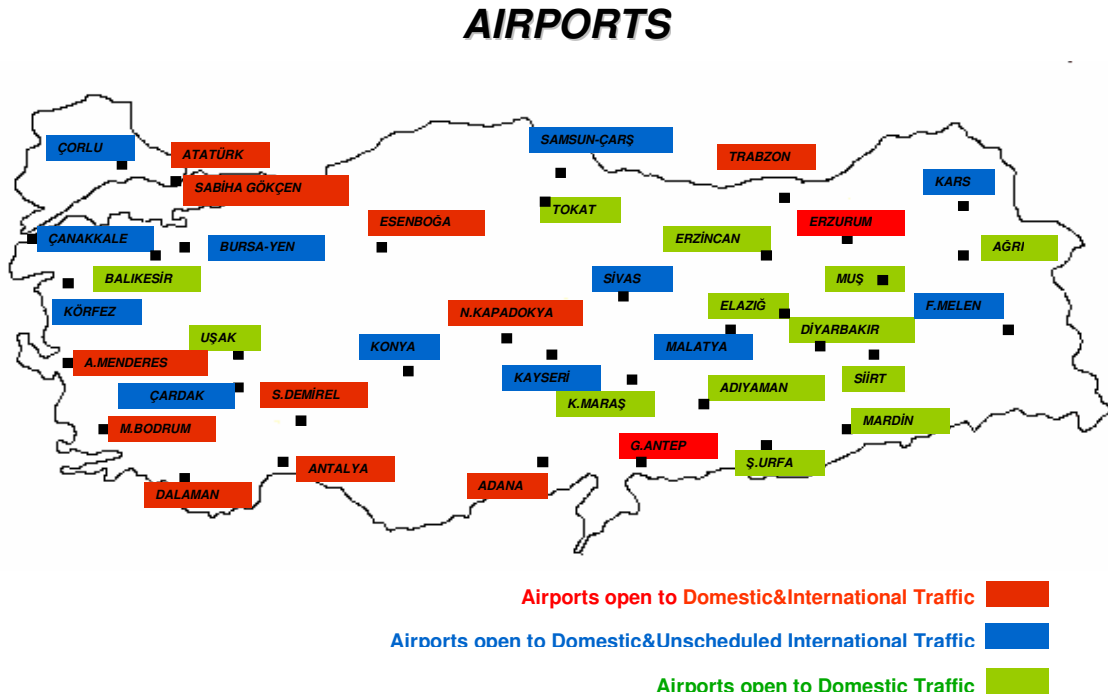 AIRPORTS
ÇORLU
ATATÜRK
SABİHA GÖKÇEN
SAMSUN-ÇARŞ
TRABZON
KARS
ÇANAKKALE
BURSA-YEN
ESENBOĞA
TOKAT
ERZURUM
ERZİNCAN
AĞRI
BALIKESİR
SİVAS
MUŞ
KÖRFEZ
N.KAPADOKYA
ELAZIĞ
F.MELEN
UŞAK
KONYA
MALATYA
DİYARBAKIR
A.MENDERES
KAYSERİ
SİİRT
ÇARDAK
S.DEMİREL
K.MARAŞ
ADIYAMAN
M.BODRUM
MARDİN
G.ANTEP
ANTALYA
Ş.URFA
DALAMAN
ADANA
Airports open to Domestic&International Traffic
Airports open to Domestic&Unscheduled International Traffic
Airports open to Domestic Traffic